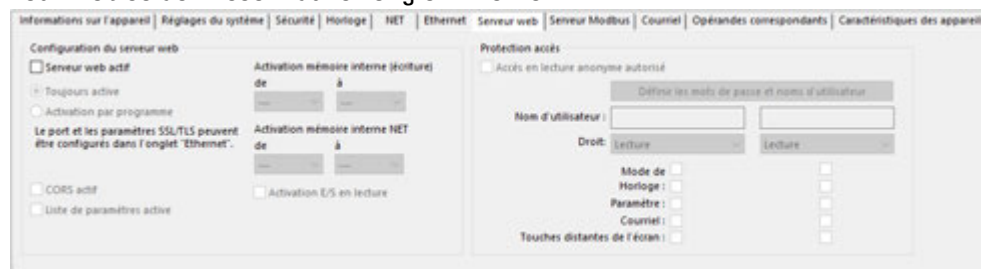 Informations sur l'appareil Réglages du système Sécurité Horloge NET Ethernet Serveur web Serveur Modbus Courriel Opérandes correspondants Caractéristiques des appareil
Configuration du serveur web
Serveur web actif
Toujours active
Activation par programme
Le port et les paramètres SSL/TLS peuvent
être configurés dans l'onglet "Ethernet".
CORS actif
Liste de paramètres active
Activation mémoire interne (écriture)
de à
--- ---
Activation mémoire interne NET
de à
--- ---
Activation E/S en lecture
Protection accès
Accès en lecture anonyme autorisé
Définir les mots de passe et noms d'utilisateur
Nom d'utilisateur :
Droit: Lecture Lecture
Mode de
Horloge :
Paramètre :
Courriel :
Touches distantes de l'écran :